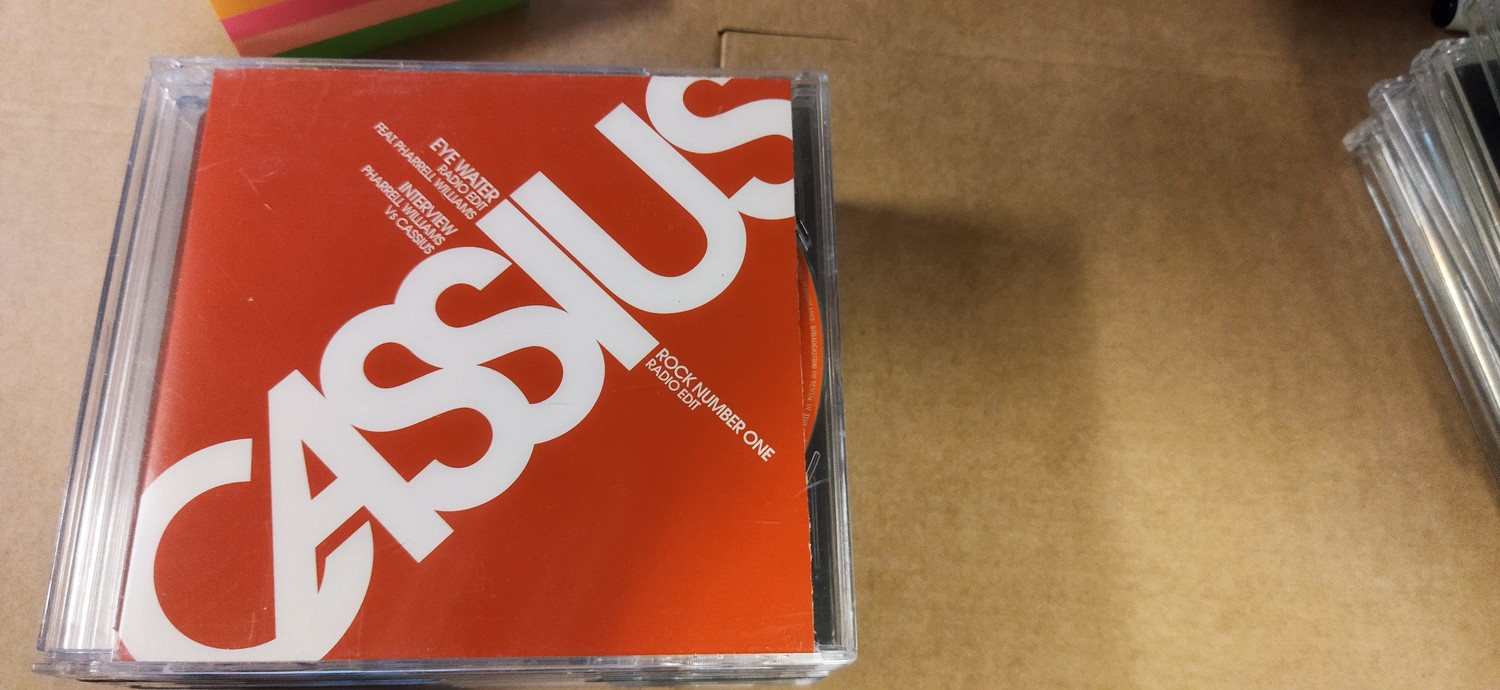 EYE WATER
RADIO EDIT
FEAT. PHARRELL WILLIAMS
INTERVIEW
PHARRELL WILLIAMS
Vs CASSIUS
CASSIUS
ROCK NUMBER ONE
RADIO EDIT